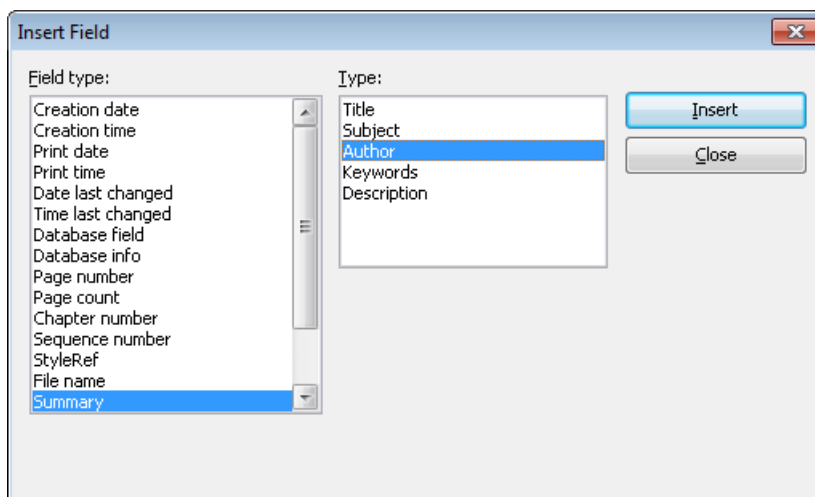 Insert Field
Field type:
Creation date
Creation time
Print date
Print time
Date last changed
Time last changed
Database field
Database info
Page number
Page count
Chapter number
Sequence number
StyleRef
File name
Summary
Type:
Title
Subject
Author
Keywords
Description
Insert
Close